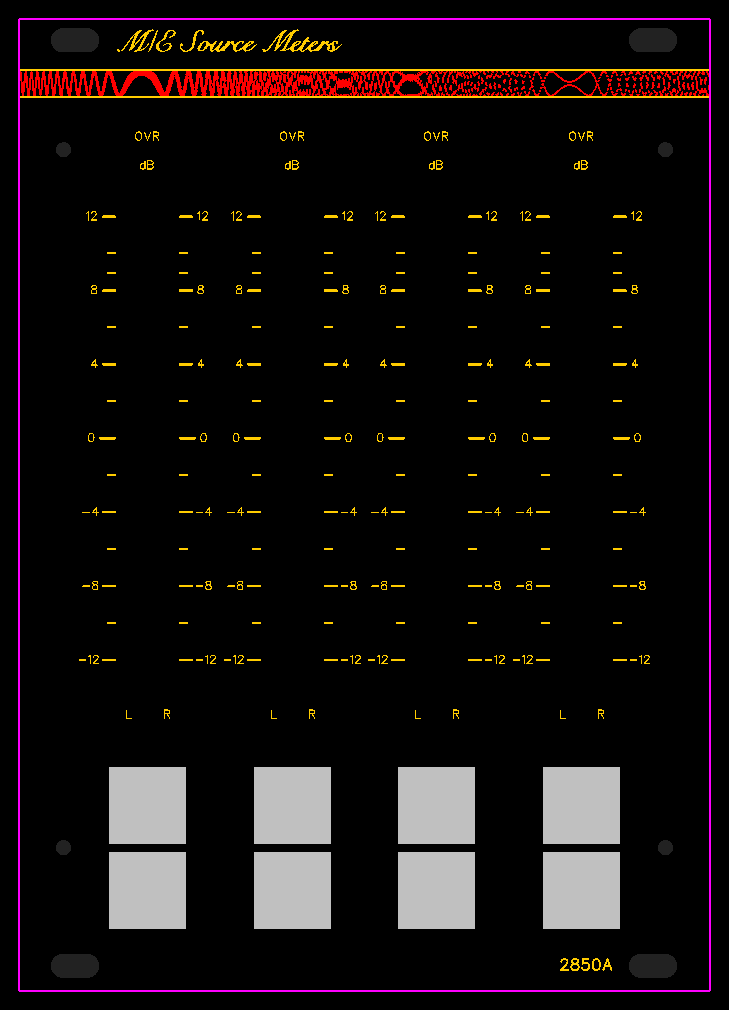 M/E Source Meters
OVR OVR OVR OVR
dB dB dB dB
12 12 12 12 12 12 12 12
8 8 8 8 8 8 8 8
4 4 4 4 4 4 4 4
0 0 0 0 0 0 0 0
-4 -4 -4 -4 -4 -4 -4 -4
-8 -8 -8 -8 -8 -8 -8 -8
-12 -12 -12 -12 -12 -12 -12 -12
L R L R L R L R
2850A